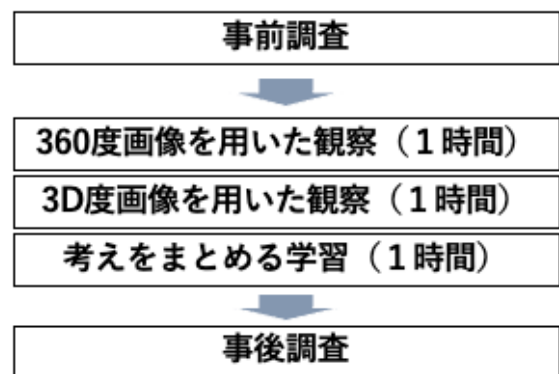 事前調査
360度画像を用いた観察（１時間）
3D度画像を用いた観察（１時間）
考えをまとめる学習（１時間）
事後調査